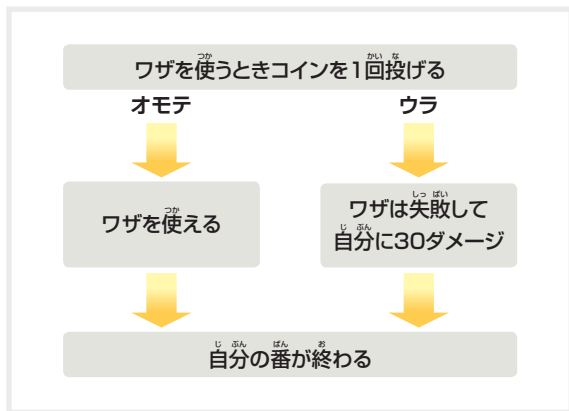 ワザを使うときコインを1回投げる
オモテ
ウラ
ワザを使える
ワザは失敗して
自分に30ダメージ
自分の番が終わる